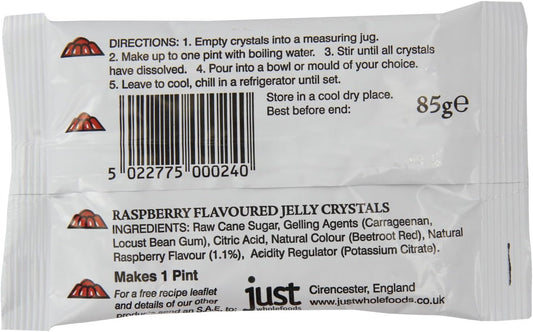 DIRECTIONS: 1. Empty crystals into a measuring jug.
2. Make up to one pint with boiling water. 3. Stir until all crystals
have dissolved. 4. Pour into a bowl or mould of your choice.
5. Leave to cool, chill in a refrigerator until set.
Store in a cool dry place.
Best before end:
85g℮
5 022775 000240
RASPBERRY FLAVOURED JELLY CRYSTALS
INGREDIENTS: Raw Cane Sugar, Gelling Agents (Carrageenan,
Locust Bean Gum), Citric Acid, Natural Colour (Beetroot Red), Natural
Raspberry Flavour (1.1%), Acidity Regulator (Potassium Citrate).
Makes 1 Pint
For a free recipe leaflet
and details of our other
products send an S.A.E. to:
just
wholefoods
Cirencester, England
www.justwholefoods.co.uk